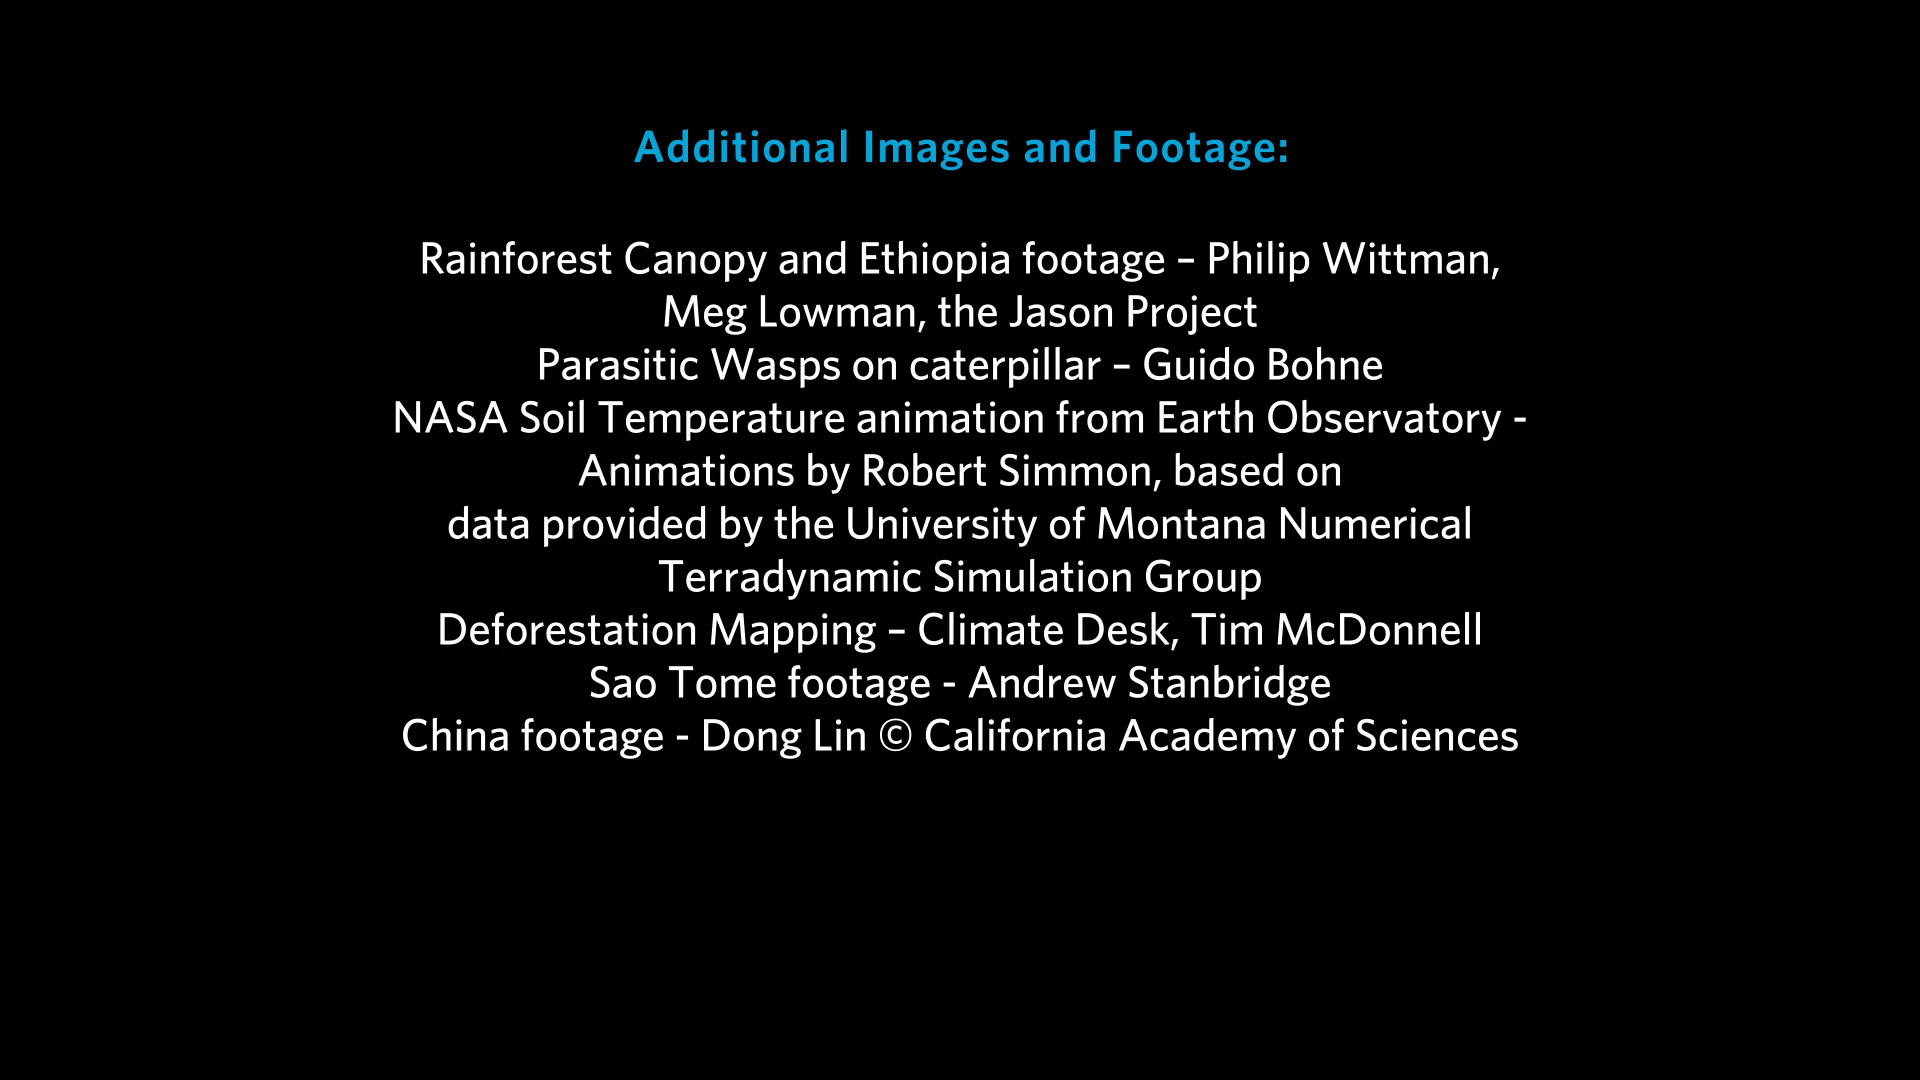 Additional Images and Footage:
Rainforest Canopy and Ethiopia footage – Philip Wittman,
Meg Lowman, the Jason Project
Parasitic Wasps on caterpillar – Guido Bohne
NASA Soil Temperature animation from Earth Observatory -
Animations by Robert Simmon, based on
data provided by the University of Montana Numerical
Terradynamic Simulation Group
Deforestation Mapping – Climate Desk, Tim McDonnell
Sao Tome footage - Andrew Stanbridge
China footage - Dong Lin © California Academy of Sciences